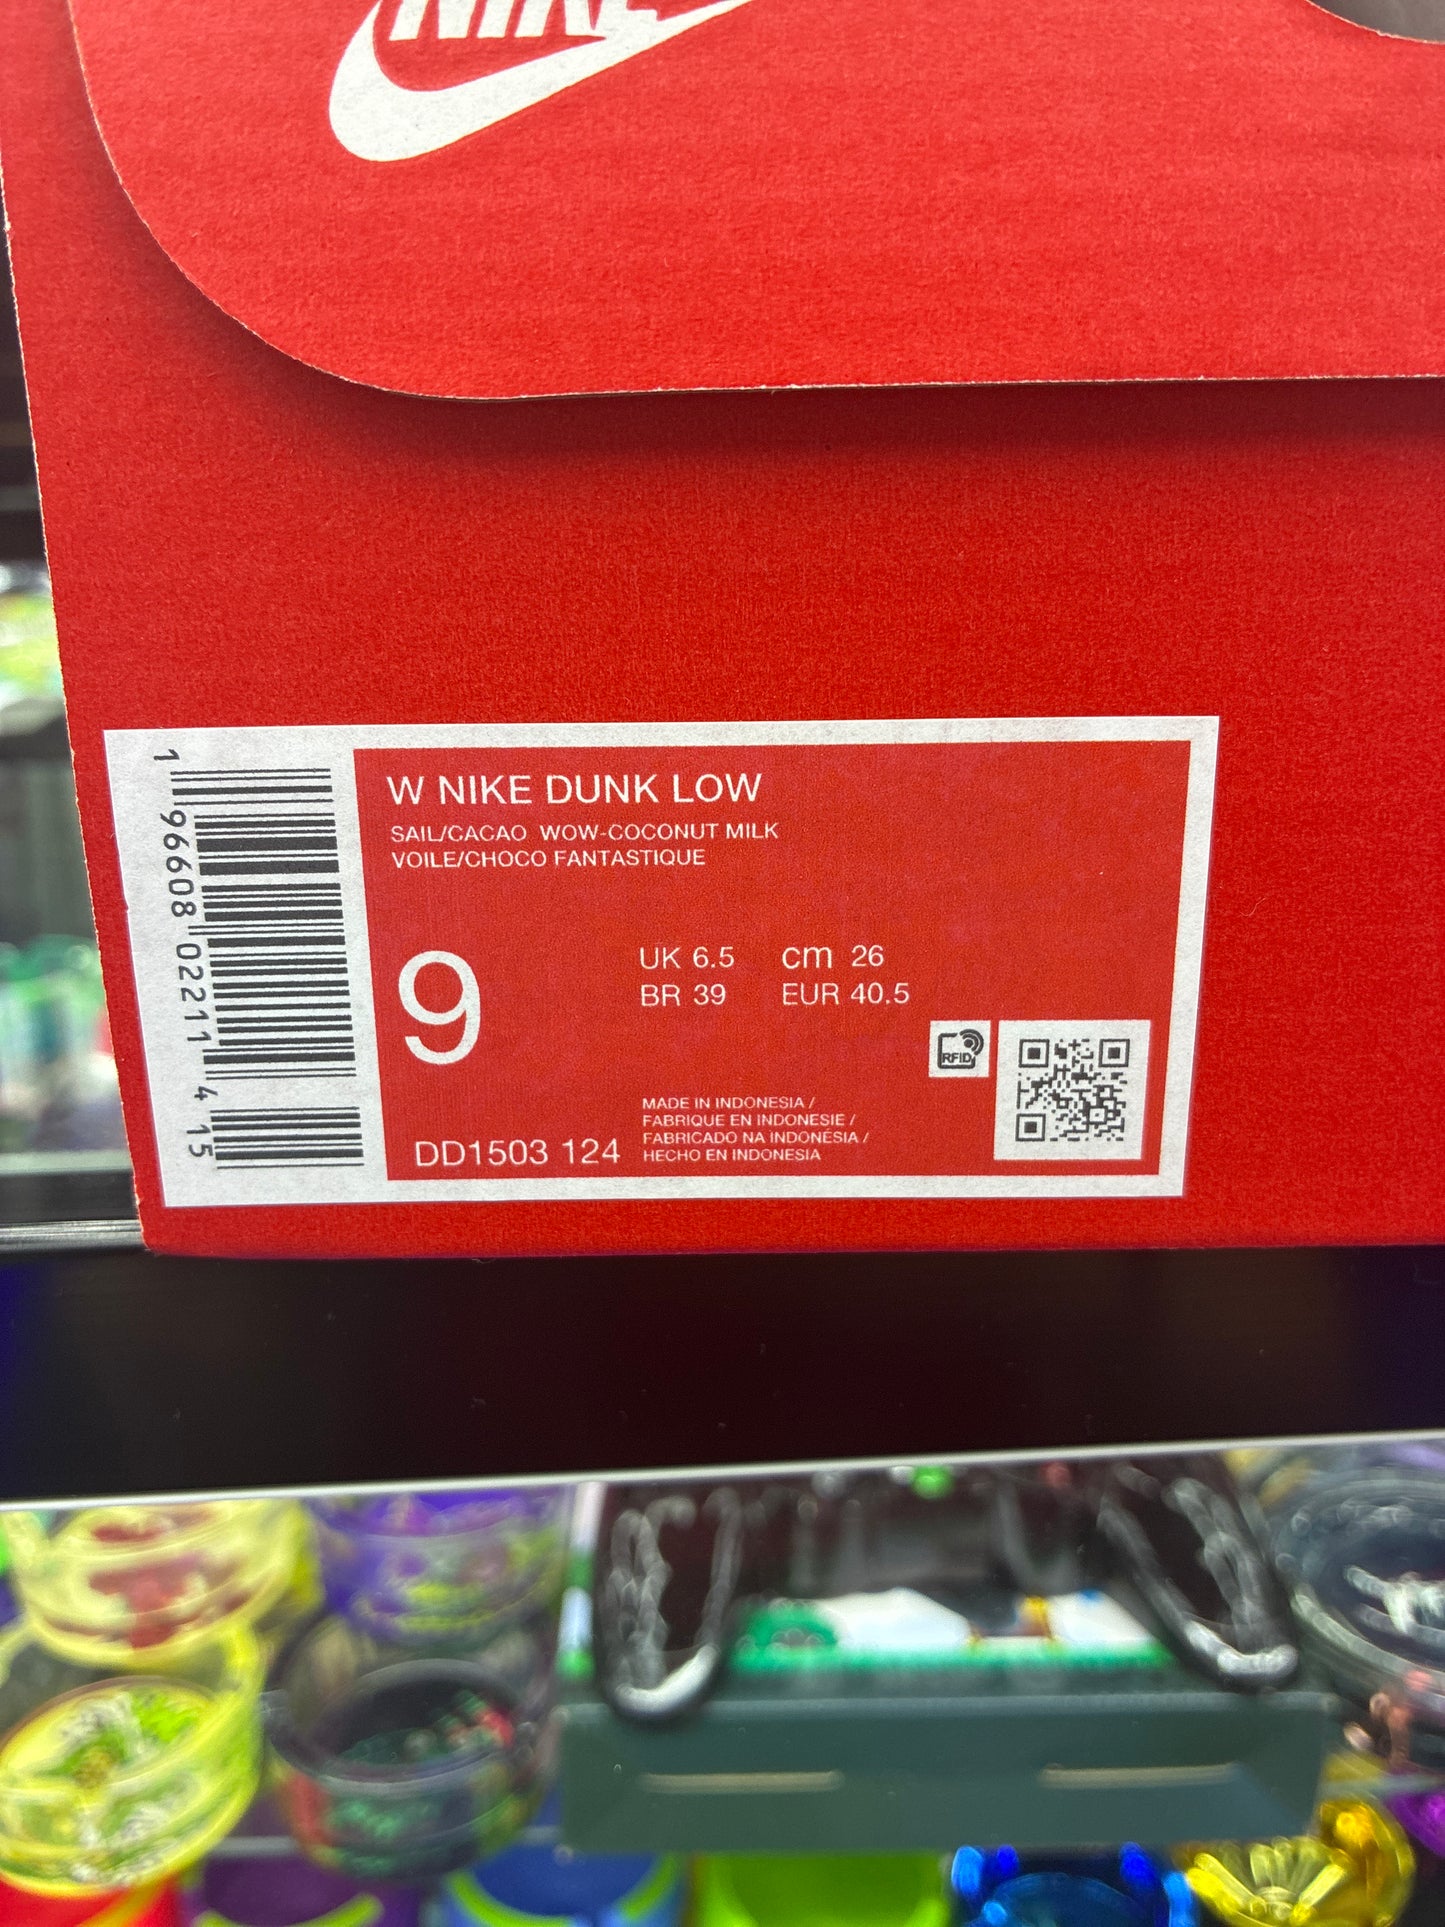 NIKE
W NIKE DUNK LOW
SAIL/CACAO WOW-COCONUT MILK
VOILE/CHOCO FANTASTIQUE
9
UK 6.5 cm 26
BR 39 EUR 40.5
RFID
MADE IN INDONESIA /
FABRIQUE EN INDONESIE /
FABRICADO NA INDONÉSIA /
HECHO EN INDONESIA
DD1503 124
1 96608 02211 4 15